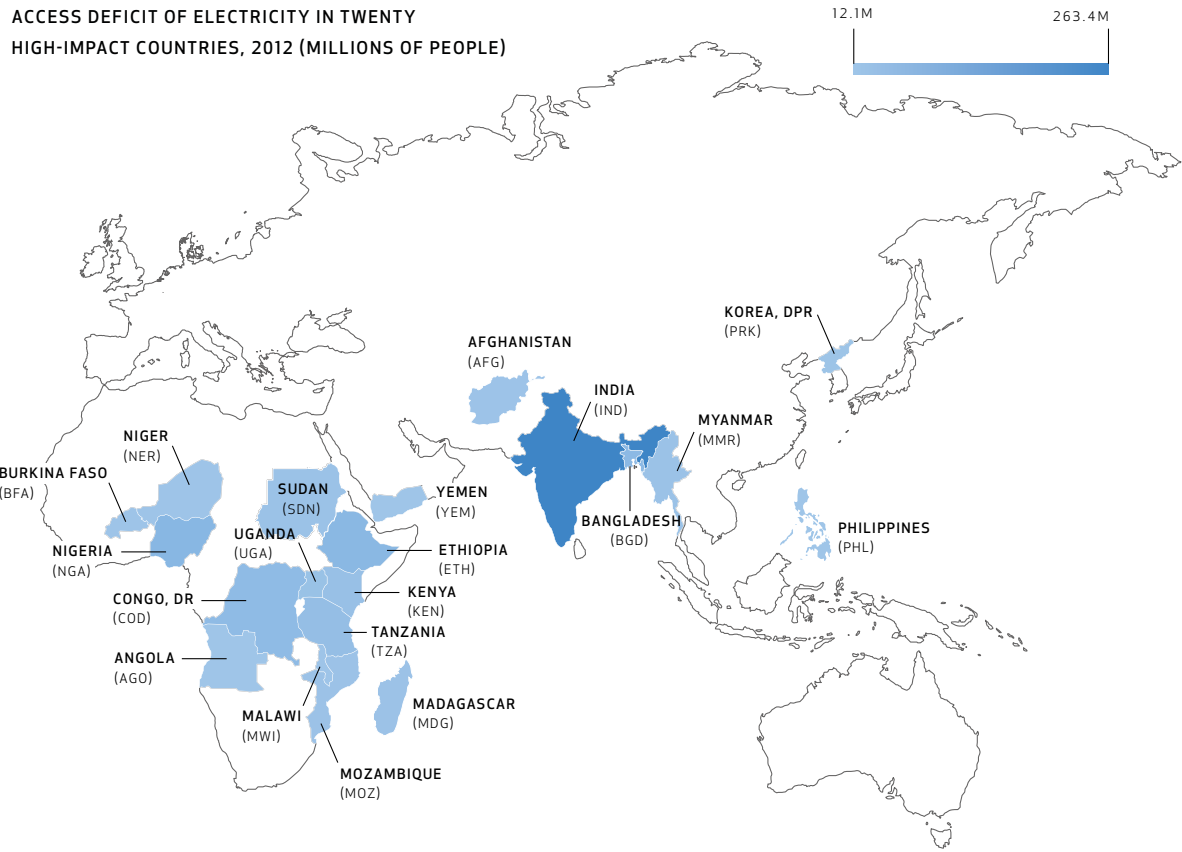 ACCESS DEFICIT OF ELECTRICITY IN TWENTY
HIGH-IMPACT COUNTRIES, 2012 (MILLIONS OF PEOPLE)
12.1M
263.4M
KOREA, DPR
(PRK)
AFGHANISTAN
(AFG)
INDIA
(IND)
MYANMAR
(MMR)
NIGER
(NER)
BURKINA FASO
(BFA)
SUDAN
(SDN)
YEMEN
(YEM)
BANGLADESH
(BGD)
PHILIPPINES
(PHL)
UGANDA
(UGA)
NIGERIA
(NGA)
ETHIOPIA
(ETH)
CONGO, DR
(COD)
KENYA
(KEN)
TANZANIA
(TZA)
ANGOLA
(AGO)
MALAWI
(MWI)
MADAGASCAR
(MDG)
MOZAMBIQUE
(MOZ)